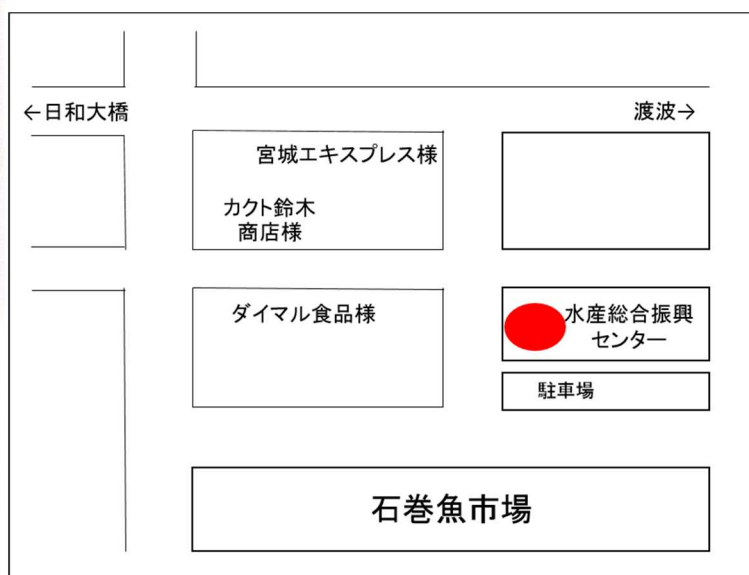 ←日和大橋
渡波→
宮城エキスプレス様
カクト鈴木
商店様
ダイマル食品様
水産総合振興
センター
駐車場
石巻魚市場